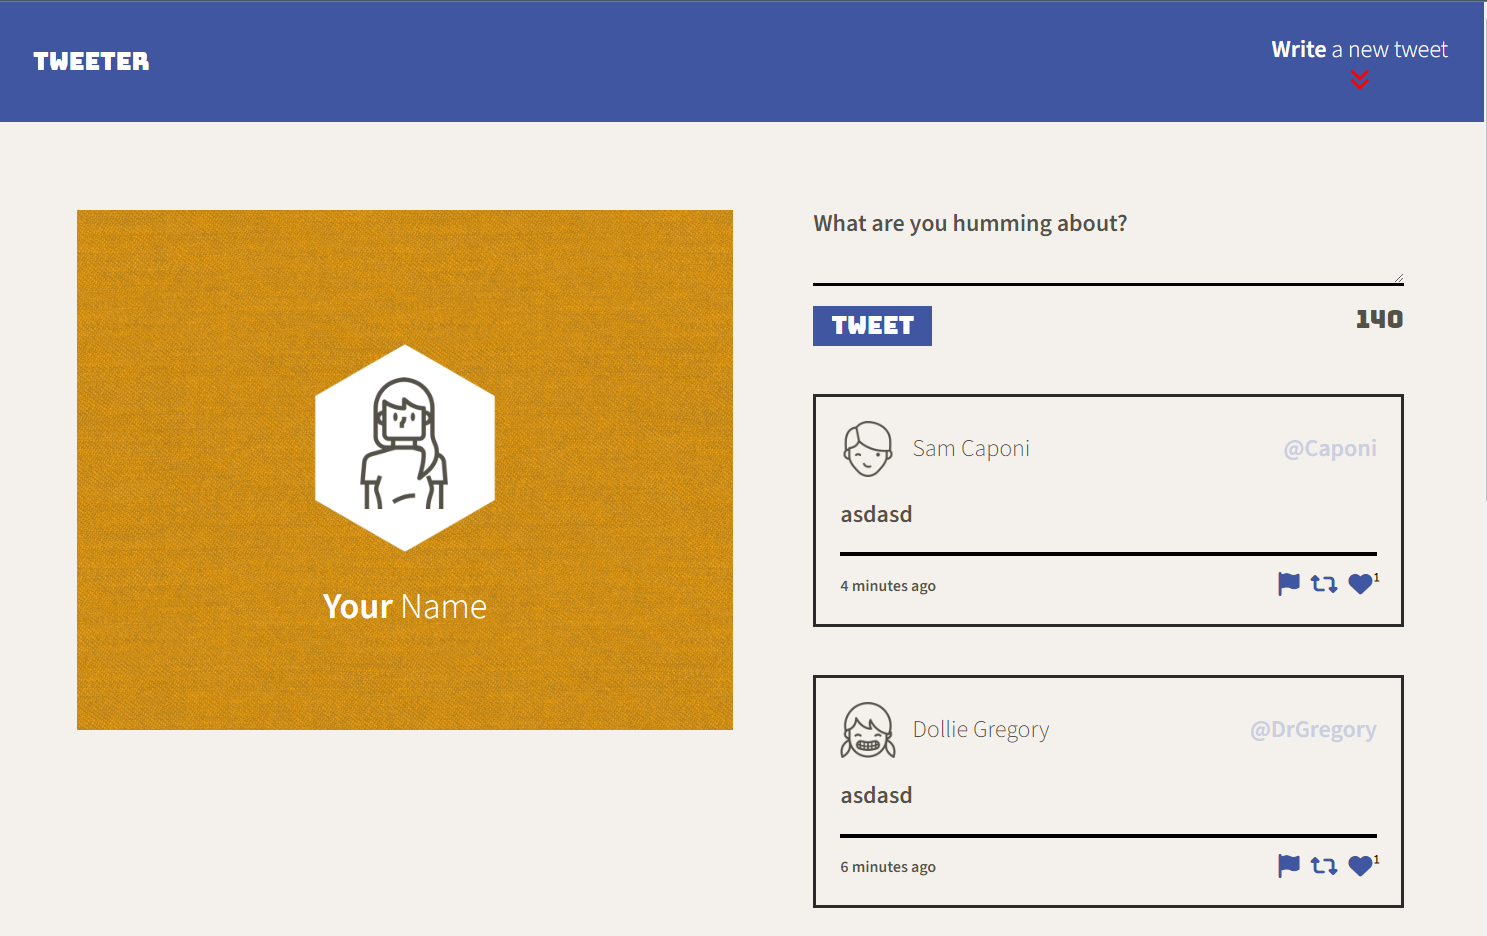 TWEETER
Write a new tweet
Your Name
What are you humming about?
TWEET
140
Sam Caponi
@Caponi
asdasd
4 minutes ago
1
Dollie Gregory
@DrGregory
asdasd
6 minutes ago
1